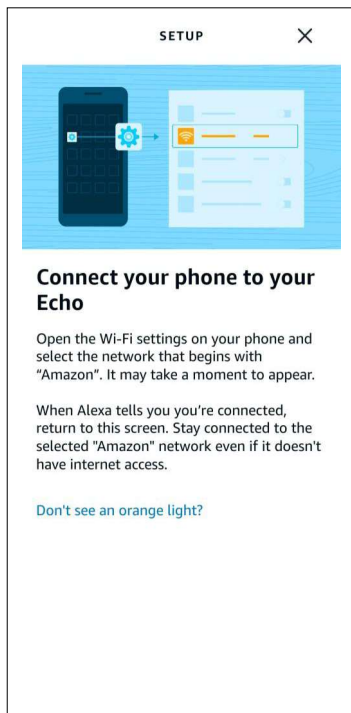 SETUP
Connect your phone to your
Echo
Open the Wi-Fi settings on your phone and
select the network that begins with
“Amazon”. It may take a moment to appear.
When Alexa tells you you’re connected,
return to this screen. Stay connected to the
selected "Amazon" network even if it doesn't
have internet access.
Don't see an orange light?